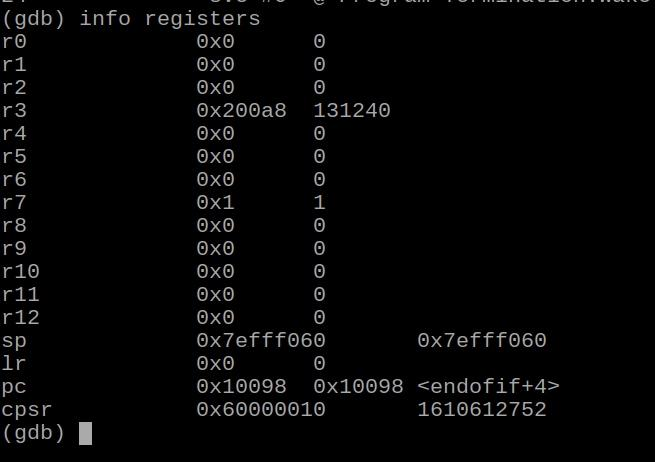 (gdb) info registers
r0 0x0 0
r1 0x0 0
r2 0x0 0
r3 0x200a8 131240
r4 0x0 0
r5 0x0 0
r6 0x0 0
r7 0x1 1
r8 0x0 0
r9 0x0 0
r10 0x0 0
r11 0x0 0
r12 0x0 0
sp 0x7efff060 0x7efff060
lr 0x0 0
pc 0x10098 0x10098 <endofif+4>
cpsr 0x60000010 1610612752
(gdb)